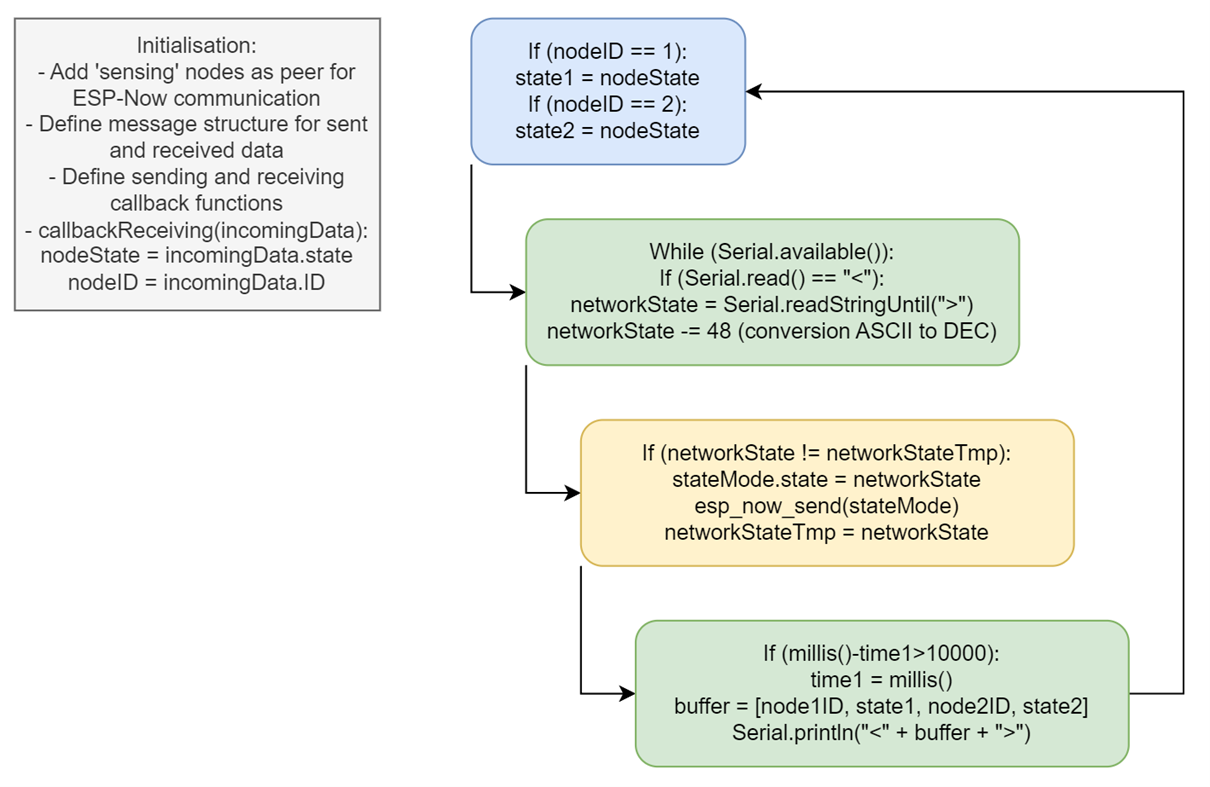 Initialisation:
- Add 'sensing' nodes as peer for
ESP-Now communication
- Define message structure for sent
and received data
- Define sending and receiving
callback functions
- callbackReceiving(incomingData):
nodeState = incomingData.state
nodeID = incomingData.ID
If (nodeID == 1):
state1 = nodeState
If (nodeID == 2):
state2 = nodeState
While (Serial.available()):
If (Serial.read() == "<"):
networkState = Serial.readStringUntil(">")
networkState -= 48 (conversion ASCII to DEC)
If (networkState != networkStateTmp):
stateMode.state = networkState
esp_now_send(stateMode)
networkStateTmp = networkState
If (millis()-time1>10000):
time1 = millis()
buffer = [node1ID, state1, node2ID, state2]
Serial.println("<" + buffer + ">")